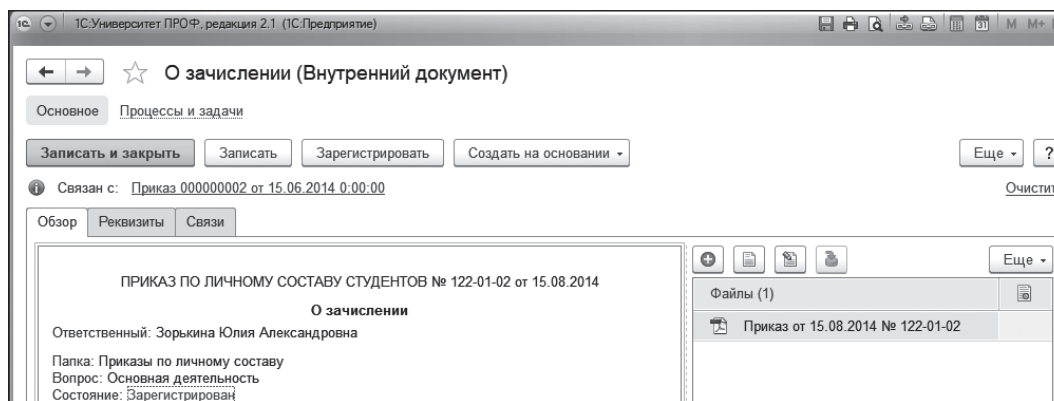 1С:Университет ПРОФ, редакция 2.1 (1С:Предприятие)
31 M M+
О зачислении (Внутренний документ)
Основное Процессы и задачи
Записать и закрыть Записать Зарегистрировать Создать на основании Еще ?
Связан с: Приказ 000000002 от 15.06.2014 0:00:00 Очистит
Обзор Реквизиты Связи
Еще
ПРИКАЗ ПО ЛИЧНОМУ СОСТАВУ СТУДЕНТОВ № 122-01-02 от 15.08.2014
Файлы (1)
О зачислении
Ответственный: Зорькина Юлия Александровна
Приказ от 15.08.2014 № 122-01-02
Папка: Приказы по личному составу
Вопрос: Основная деятельность
Состояние: Зарегистрирован